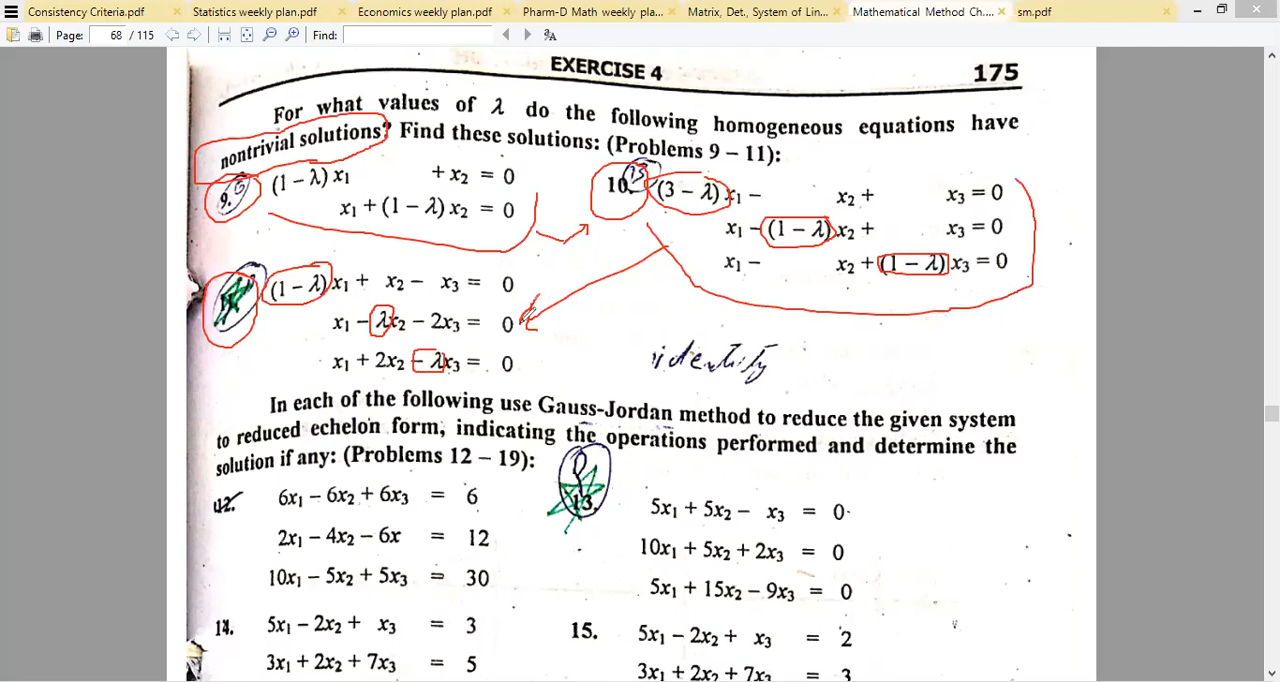 Consistency Criteria.pdf × Statistics weekly plan.pdf × Economics weekly plan.pdf × Pharm-D Math weekly pla... × Matrix, Det., System of Lin... × Mathematical Method Ch.... × sm.pdf ×
Page: 68 / 115 Find:
EXERCISE 4 175
For what values of λ do the following homogeneous equations have
nontrivial solutions? Find these solutions: (Problems 9 – 11):
9. (1 – λ) x₁ + x₂ = 0
x₁ + (1 – λ) x₂ = 0
10. (3 – λ) x₁ – x₂ + x₃ = 0
x₁ – (1 – λ) x₂ + x₃ = 0
x₁ – x₂ + (1 – λ) x₃ = 0
(1 – λ) x₁ + x₂ – x₃ = 0
x₁ – λx₂ – 2x₃ = 0
x₁ + 2x₂ – λx₃ = 0
identify
In each of the following use Gauss-Jordan method to reduce the given system
to reduced echelon form, indicating the operations performed and determine the
solution if any: (Problems 12 – 19):
12. 6x₁ – 6x₂ + 6x₃ = 6
2x₁ – 4x₂ – 6x = 12
10x₁ – 5x₂ + 5x₃ = 30
13. 5x₁ + 5x₂ – x₃ = 0
10x₁ + 5x₂ + 2x₃ = 0
5x₁ + 15x₂ – 9x₃ = 0
14. 5x₁ – 2x₂ + x₃ = 3
3x₁ + 2x₂ + 7x₃ = 5
15. 5x₁ – 2x₂ + x₃ = 2
3x₁ + 2x₂ + 7x₃ = 3